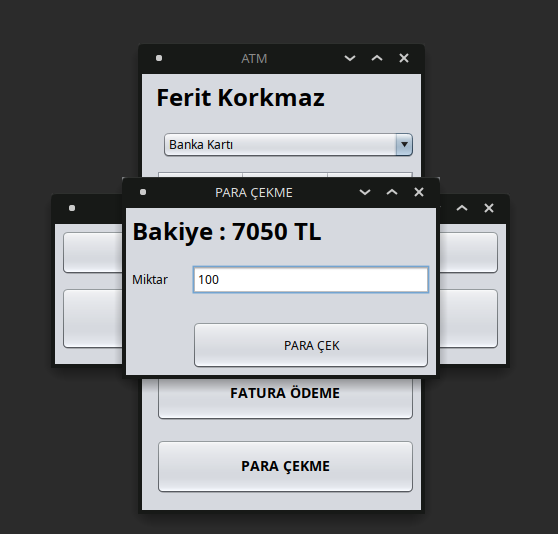 ATM
Ferit Korkmaz
Banka Kartı
PARA ÇEKME
Bakiye : 7050 TL
Miktar
100
PARA ÇEK
FATURA ÖDEME
PARA ÇEKME